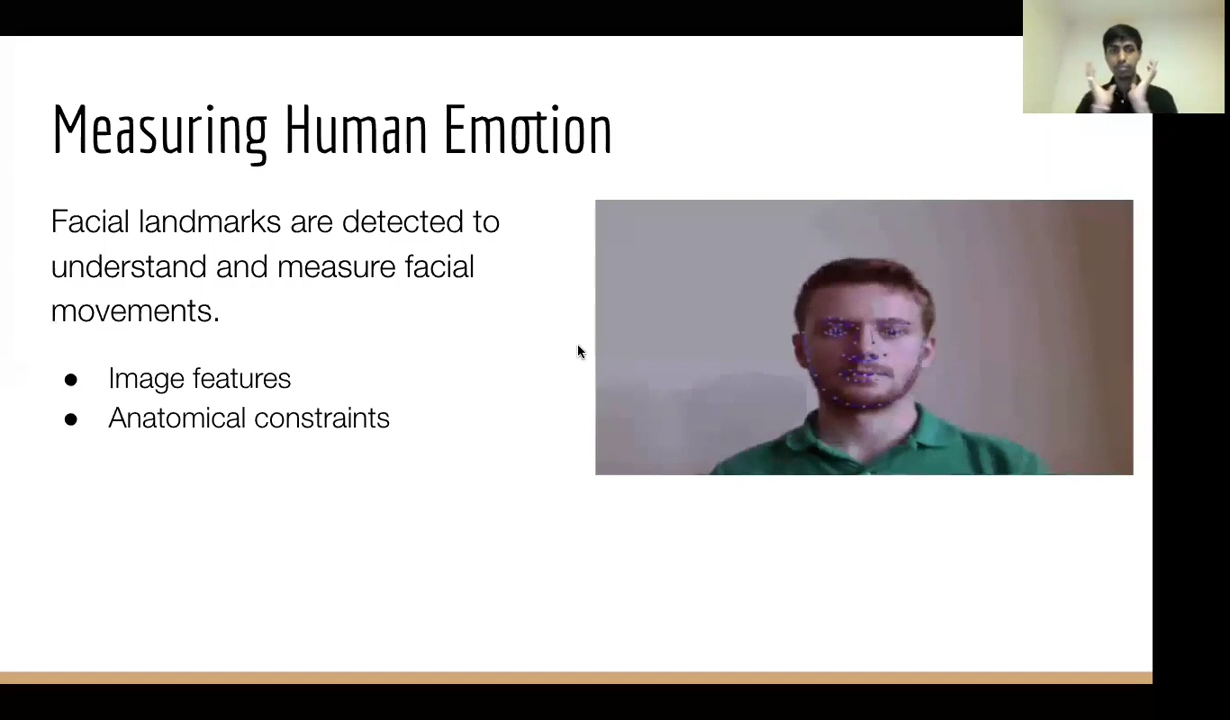 Measuring Human Emotion
Facial landmarks are detected to
understand and measure facial
movements.
● Image features
● Anatomical constraints